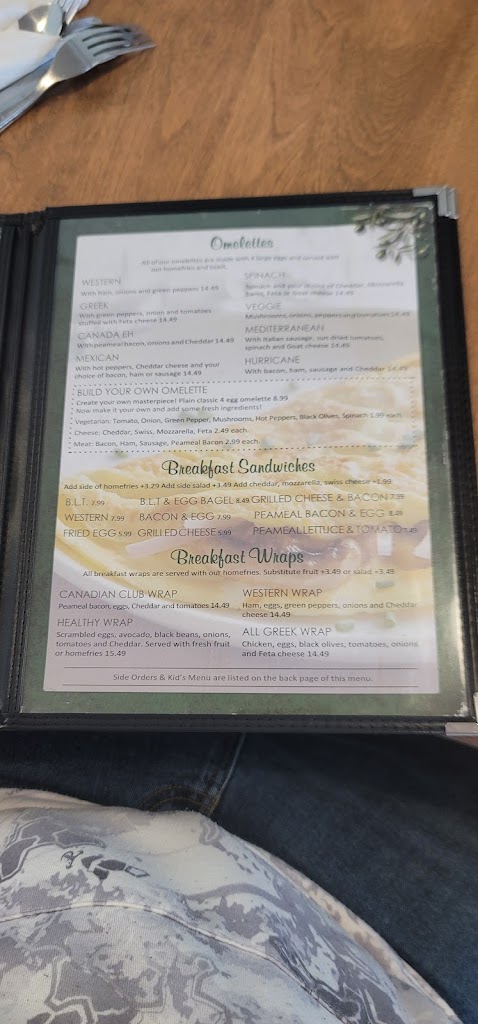 Omelettes
All of our omelettes are made with 4 large eggs and served with
our homefries and toast.
WESTERN
With ham, onions and green peppers 14.49
GREEK
With green peppers, onion and tomatoes
stuffed with Feta cheese 14.49
CANADA EH
With peameal bacon, onions and Cheddar 14.49
MEXICAN
With hot peppers, Cheddar cheese and your
choice of bacon, ham or sausage 14.49
SPINACH
Spinach and your choice of Cheddar, Mozzarella
Swiss, Feta or Goat cheese 14.49
VEGGIE
Mushrooms, onions, peppers and tomatoes 14.49
MEDITERRANEAN
With Italian sausage, sun dried tomatoes,
spinach and Goat cheese 14.49
HURRICANE
With bacon, ham, sausage and Cheddar 14.49
BUILD YOUR OWN OMELETTE
Create your own masterpiece! Plain classic 4 egg omelette 8.99
Now make it your own and add some fresh ingredients!
Vegetarian: Tomato, Onion, Green Pepper, Mushrooms, Hot Peppers, Black Olives, Spinach 1.99 each.
Cheese: Cheddar, Swiss, Mozzarella, Feta 2.49 each.
Meat: Bacon, Ham, Sausage, Peameal Bacon 2.99 each.
Breakfast Sandwiches
Add side of homefries +3.29 Add side salad +3.49 Add cheddar, mozzarella, swiss cheese +1.99
B.L.T. 7.99 B.L.T & EGG BAGEL 8.49 GRILLED CHEESE & BACON 7.99
WESTERN 7.99 BACON & EGG 7.99 PEAMEAL BACON & EGG 8.49
FRIED EGG 5.99 GRILLED CHEESE 5.99 PEAMEAL LETTUCE & TOMATO
Breakfast Wraps
All breakfast wraps are served with our homefries. Substitute fruit +3.49 or salad +3.49.
CANADIAN CLUB WRAP
Peameal bacon, eggs, Cheddar and tomatoes 14.49
HEALTHY WRAP
Scrambled eggs, avocado, black beans, onions,
tomatoes and Cheddar. Served with fresh fruit
or homefries 15.49
WESTERN WRAP
Ham, eggs, green peppers, onions and Cheddar
cheese 14.49
ALL GREEK WRAP
Chicken, eggs, black olives, tomatoes, onions
and Feta cheese 14.49
Side Orders & Kid's Menu are listed on the back page of this menu.